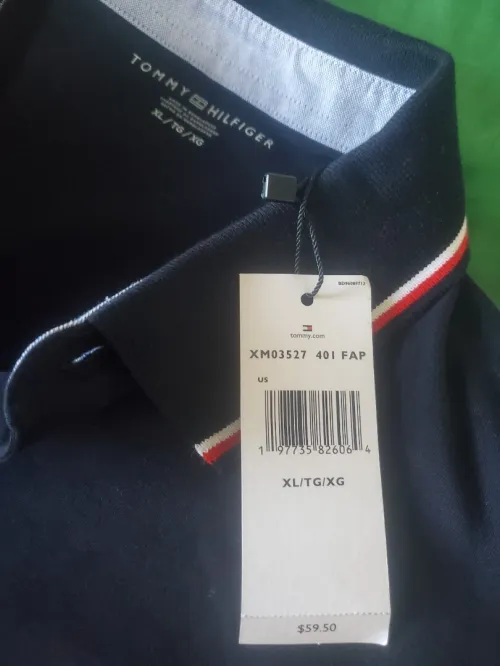 TOMMY HILFIGER
XL/TG/XG
tommy.com
XM03527 401 FAP
US
1 97735 82606 4
XL/TG/XG
$59.50